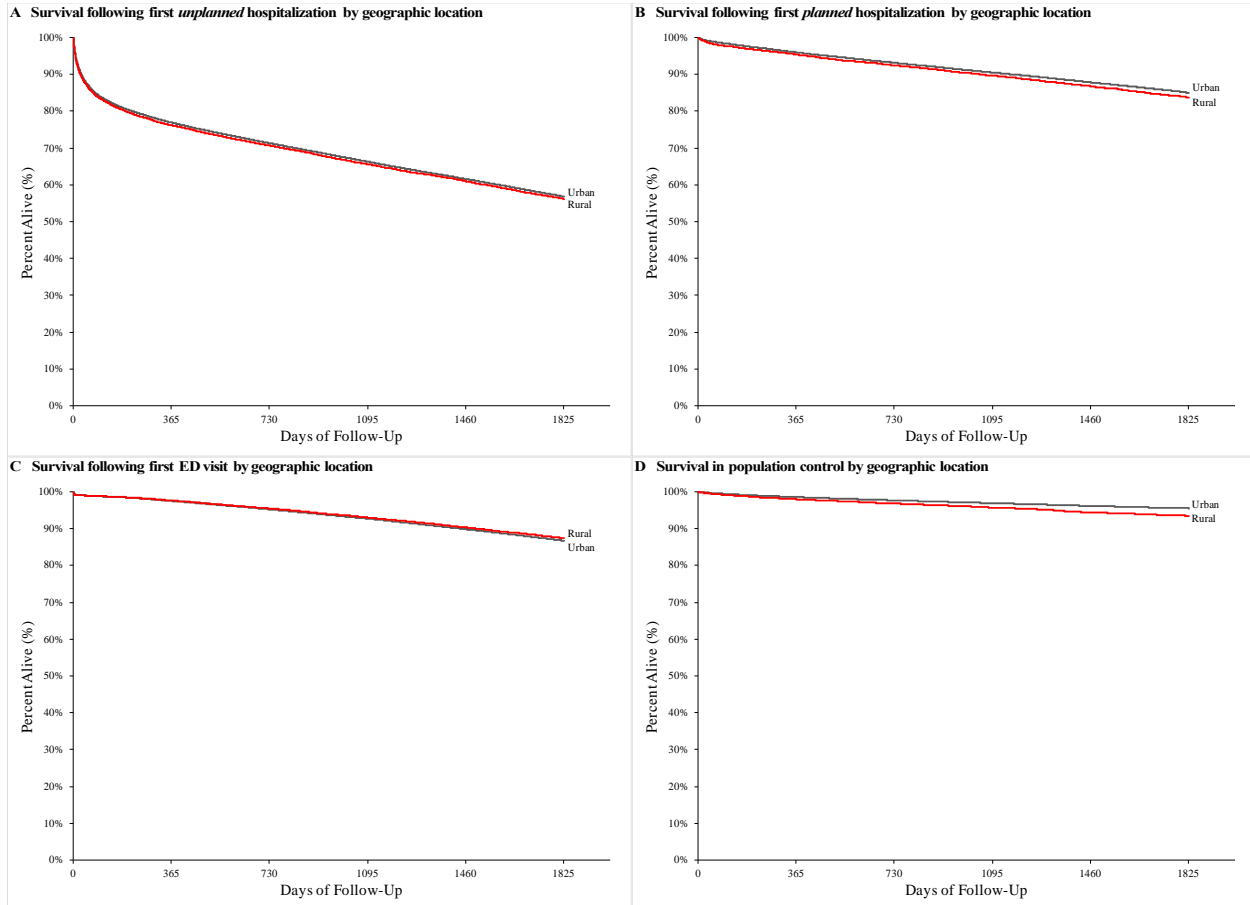 A Survival following first unplanned hospitalization by geographic location
100%
90%
80%
70%
60%
50%
40%
30%
20%
10%
0%
Percent Alive (%)
Urban
Rural
0 365 730 1095 1460 1825
Days of Follow-Up
B Survival following first planned hospitalization by geographic location
100%
90%
80%
70%
60%
50%
40%
30%
20%
10%
0%
Percent Alive (%)
Urban
Rural
0 365 730 1095 1460 1825
Days of Follow-Up
C Survival following first ED visit by geographic location
100%
90%
80%
70%
60%
50%
40%
30%
20%
10%
0%
Percent Alive (%)
Rural
Urban
0 365 730 1095 1460 1825
Days of Follow-Up
D Survival in population control by geographic location
100%
90%
80%
70%
60%
50%
40%
30%
20%
10%
0%
Percent Alive (%)
Urban
Rural
0 365 730 1095 1460 1825
Days of Follow-Up